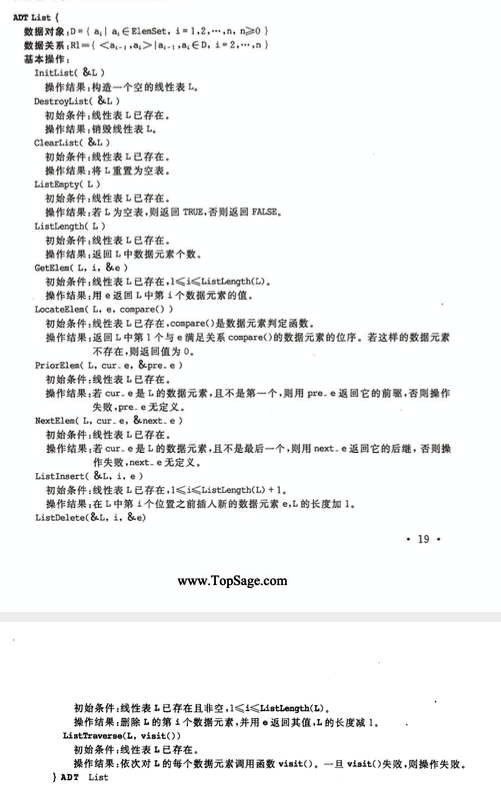 ADT List {
数据对象:D={ aᵢ| aᵢ∈ElemSet, i=1,2,…,n, n≥0 }
数据关系:R1={ <aᵢ₋₁,aᵢ>|aᵢ₋₁,aᵢ∈D, i=2,…,n }
基本操作:
InitList( &L )
操作结果:构造一个空的线性表 L。
DestroyList( &L )
初始条件:线性表 L 已存在。
操作结果:销毁线性表 L。
ClearList( &L )
初始条件:线性表 L 已存在。
操作结果:将 L 重置为空表。
ListEmpty( L )
初始条件:线性表 L 已存在。
操作结果:若 L 为空表,则返回 TRUE,否则返回 FALSE。
ListLength( L )
初始条件:线性表 L 已存在。
操作结果:返回 L 中数据元素个数。
GetElem( L, i, &e )
初始条件:线性表 L 已存在,1≤i≤ListLength(L)。
操作结果:用 e 返回 L 中第 i 个数据元素的值。
LocateElem( L, e, compare() )
初始条件:线性表 L 已存在,compare()是数据元素判定函数。
操作结果:返回 L 中第 1 个与 e 满足关系 compare()的数据元素的位序。若这样的数据元素
不存在,则返回值为 0。
PriorElem( L, cur_e, &pre_e )
初始条件:线性表 L 已存在。
操作结果:若 cur_e 是 L 的数据元素,且不是第一个,则用 pre_e 返回它的前驱,否则操作
失败,pre_e 无定义。
NextElem( L, cur_e, &next_e )
初始条件:线性表 L 已存在。
操作结果:若 cur_e 是 L 的数据元素,且不是最后一个,则用 next_e 返回它的后继,否则操
作失败,next_e 无定义。
ListInsert( &L, i, e )
初始条件:线性表 L 已存在,1≤i≤ListLength(L)+1。
操作结果:在 L 中第 i 个位置之前插入新的数据元素 e,L 的长度加 1。
ListDelete(&L, i, &e)
· 19 ·
www.TopSage.com
初始条件:线性表 L 已存在且非空,1≤i≤ListLength(L)。
操作结果:删除 L 的第 i 个数据元素,并用 e 返回其值,L 的长度减 1。
ListTraverse(L, visit())
初始条件:线性表 L 已存在。
操作结果:依次对 L 的每个数据元素调用函数 visit()。一旦 visit()失败,则操作失败。
} ADT List